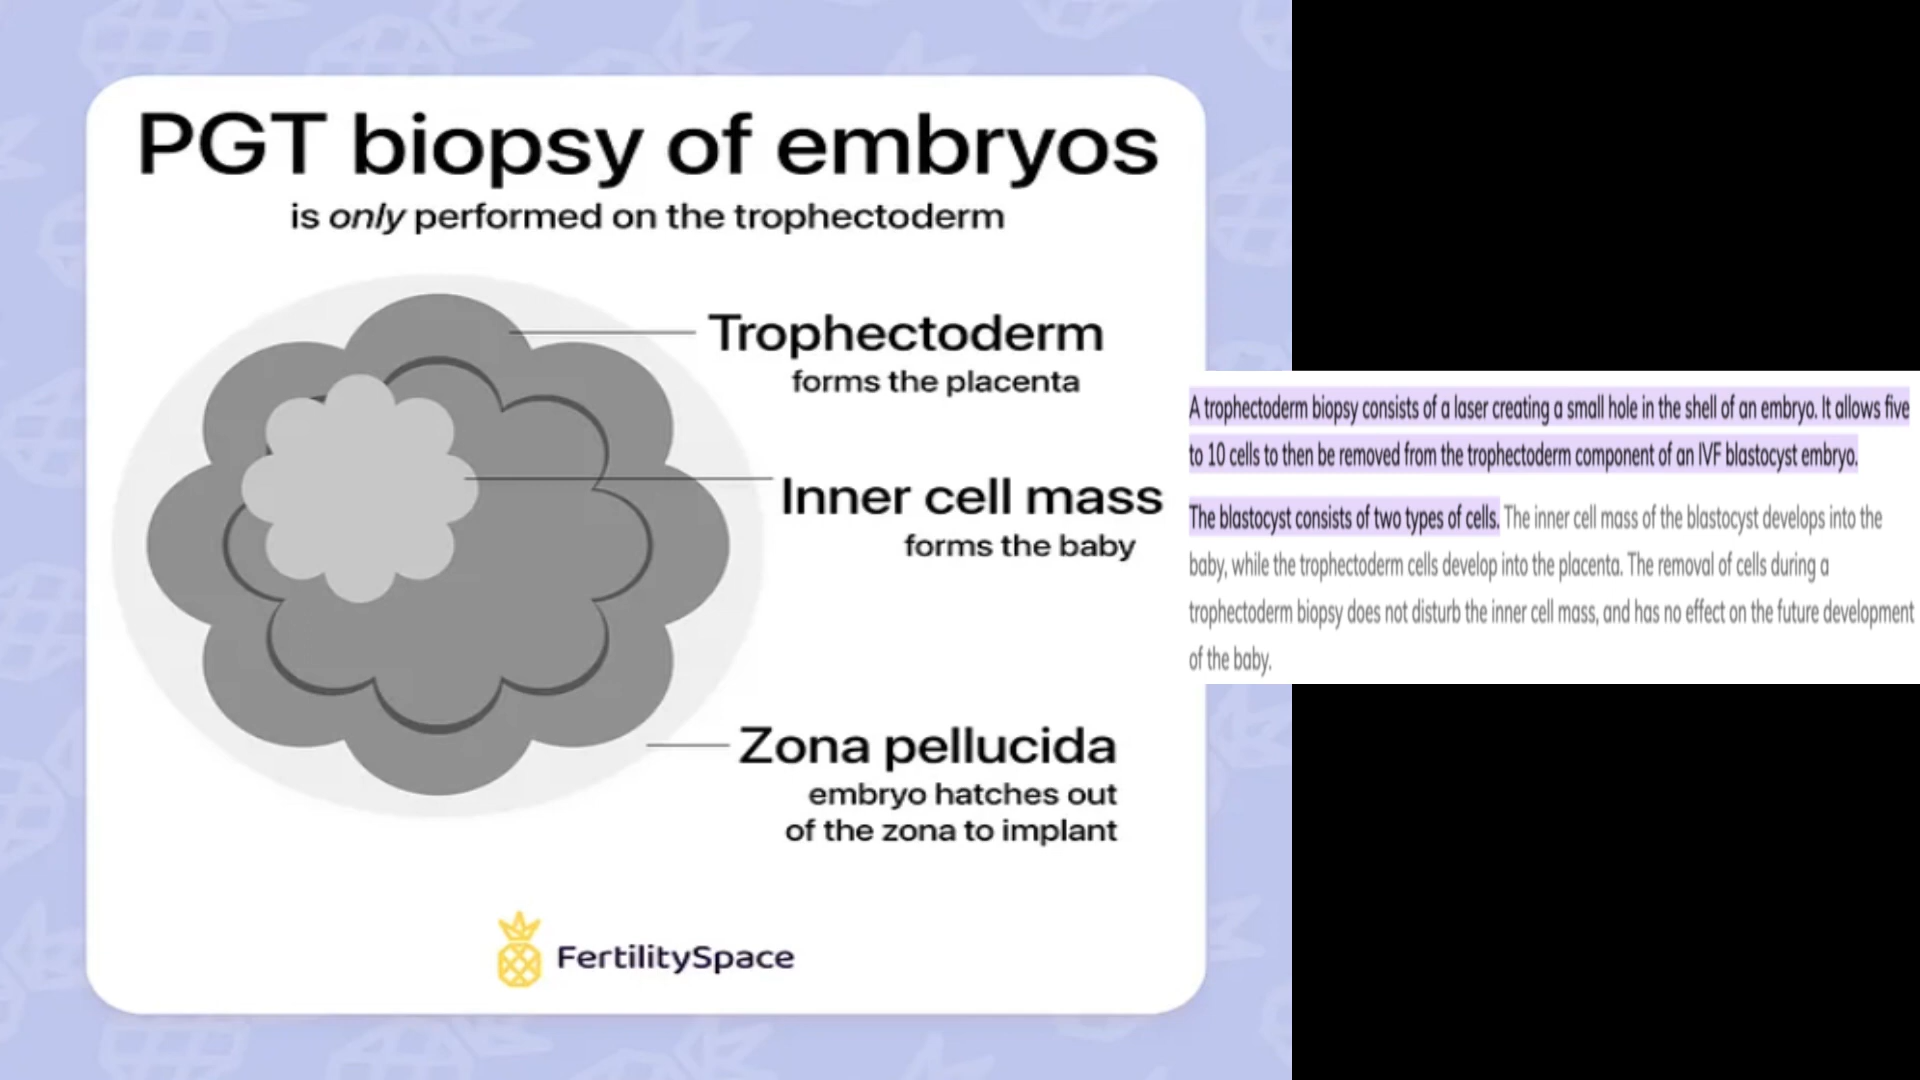 PGT biopsy of embryos
is only performed on the trophectoderm
Trophectoderm
forms the placenta
Inner cell mass
forms the baby
Zona pellucida
embryo hatches out
of the zona to implant
FertilitySpace
A trophectoderm biopsy consists of a laser creating a small hole in the shell of an embryo. It allows five
to 10 cells to then be removed from the trophectoderm component of an IVF blastocyst embryo.
The blastocyst consists of two types of cells. The inner cell mass of the blastocyst develops into the
baby, while the trophectoderm cells develop into the placenta. The removal of cells during a
trophectoderm biopsy does not disturb the inner cell mass, and has no effect on the future development
of the baby.